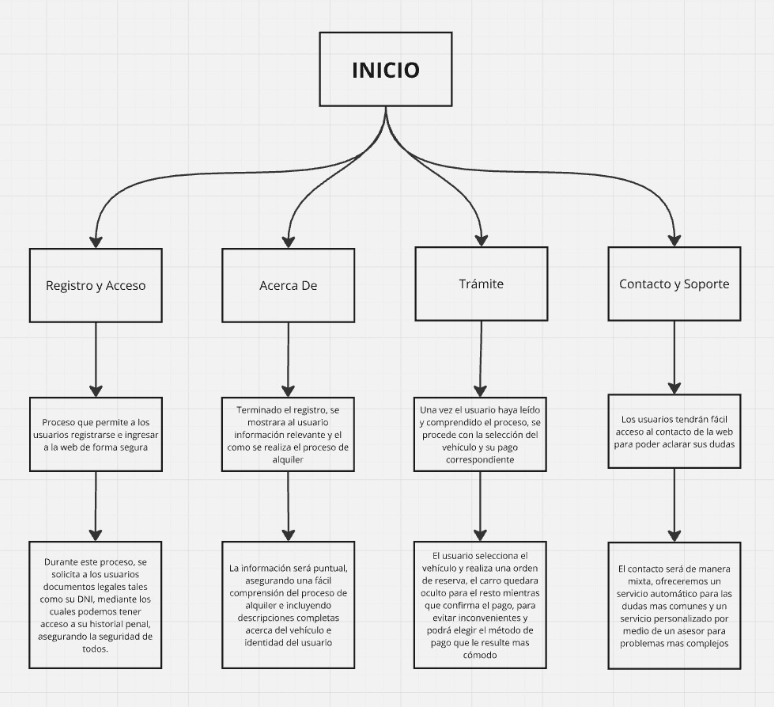 INICIO
Registro y Acceso
Acerca De
Trámite
Contacto y Soporte
Proceso que permite a los
usuarios registrarse e ingresar
a la web de forma segura
Terminado el registro, se
mostrara al usuario
información relevante y el
como se realiza el proceso de
alquiler
Una vez el usuario haya leído
y comprendido el proceso, se
procede con la selección del
vehículo y su pago
correspondiente
Los usuarios tendrán fácil
acceso al contacto de la web
para poder aclarar sus dudas
Durante este proceso, se
solicita a los usuarios
documentos legales tales
como su DNI, mediante los
cuales podemos tener
acceso a su historial penal,
asegurando la seguridad de
todos.
La información será puntual,
asegurando una fácil
comprensión del proceso de
alquiler e incluyendo
descripciones completas
acerca del vehículo e
identidad del usuario
El usuario selecciona el
vehículo y realiza una orden
de reserva, el carro quedara
oculto para el resto mientras
que confirma el pago, para
evitar inconvenientes y
podrá elegir el método de
pago que le resulte mas
cómodo
El contacto será de manera
mixta, ofreceremos un
servicio automático para las
dudas mas comunes y un
servicio personalizado por
medio de un asesor para
problemas mas complejos